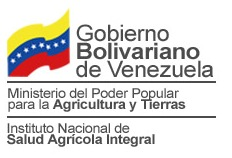 Gobierno
Bolivariano
de Venezuela
Ministerio del Poder Popular
para la Agricultura y Tierras
Instituto Nacional de
Salud Agrícola Integral